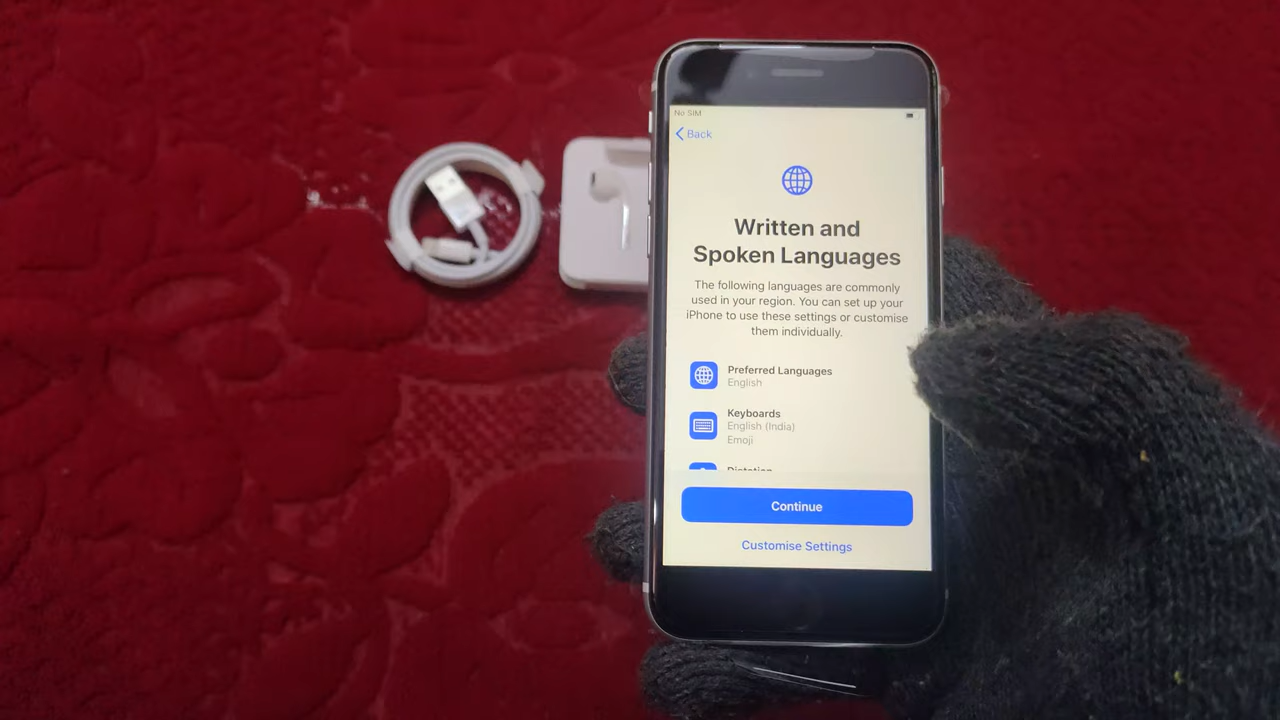 No SIM
Back
Written and
Spoken Languages
The following languages are commonly
used in your region. You can set up your
iPhone to use these settings or customise
them individually.
Preferred Languages
English
Keyboards
English (India)
Emoji
Dictation
Continue
Customise Settings